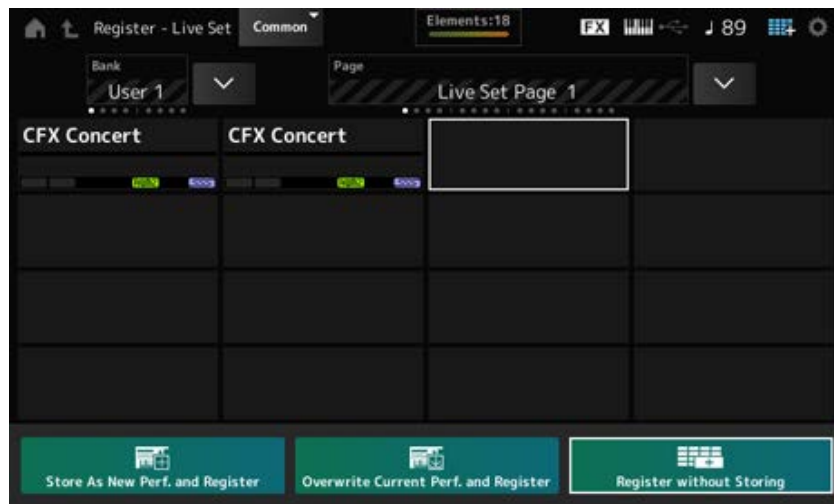 Register - Live Set
Common
Elements:18
FX
89
Bank
User 1
Page
Live Set Page 1
CFX Concert
CFX Concert
Store As New Perf. and Register
Overwrite Current Perf. and Register
Register without Storing